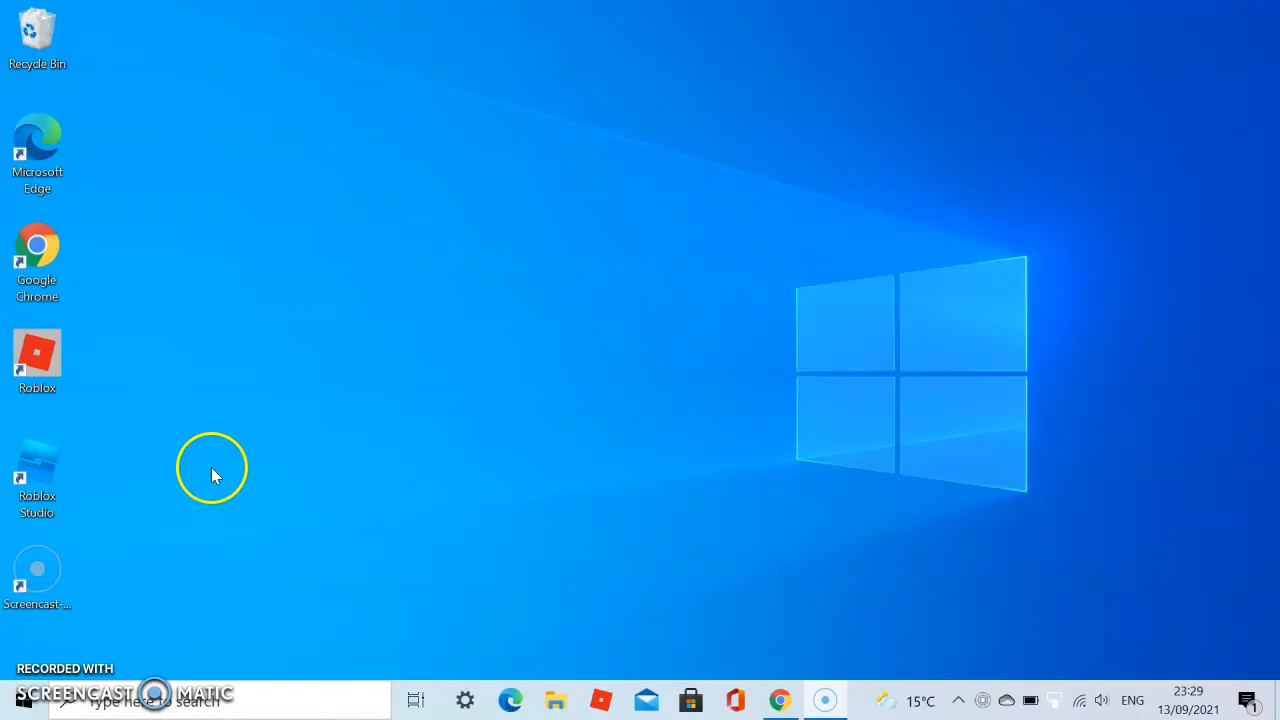 Recycle Bin
Microsoft
Edge
Google
Chrome
Roblox
Roblox
Studio
Screencast-...
RECORDED WITH
SCREENCAST MATIC
Type here to search
15°C
ENG
23:29
13/09/2021
1